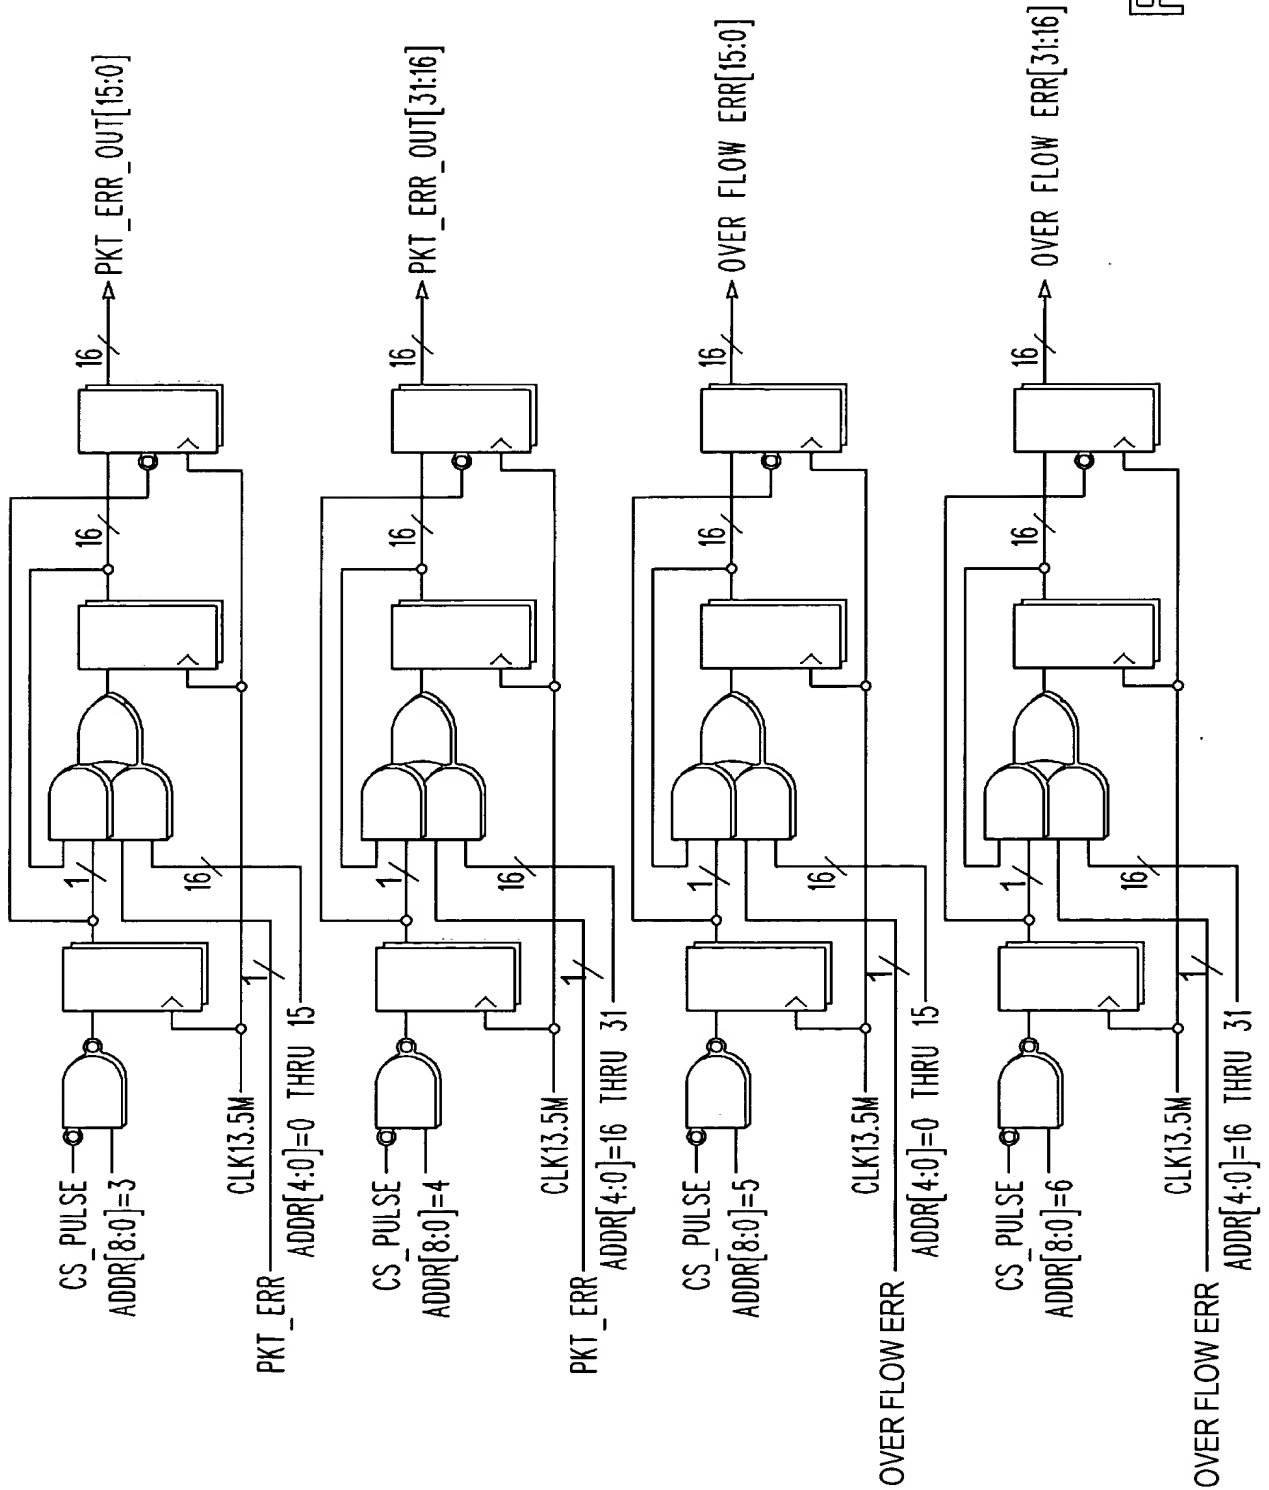 PKT_ERR_OUT[15:0]
16
16
1
16
1
CS_PULSE
ADDR[8:0]=3
CLK13.5M
PKT_ERR
ADDR[4:0]=0 THRU 15
PKT_ERR_OUT[31:16]
16
16
1
16
1
CS_PULSE
ADDR[8:0]=4
CLK13.5M
PKT_ERR
ADDR[4:0]=16 THRU 31
OVER FLOW ERR[15:0]
16
16
1
16
1
CS_PULSE
ADDR[8:0]=5
CLK13.5M
OVER FLOW ERR
ADDR[4:0]=0 THRU 15
OVER FLOW ERR[31:16]
16
16
1
16
1
CS_PULSE
ADDR[8:0]=6
CLK13.5M
OVER FLOW ERR
ADDR[4:0]=16 THRU 31